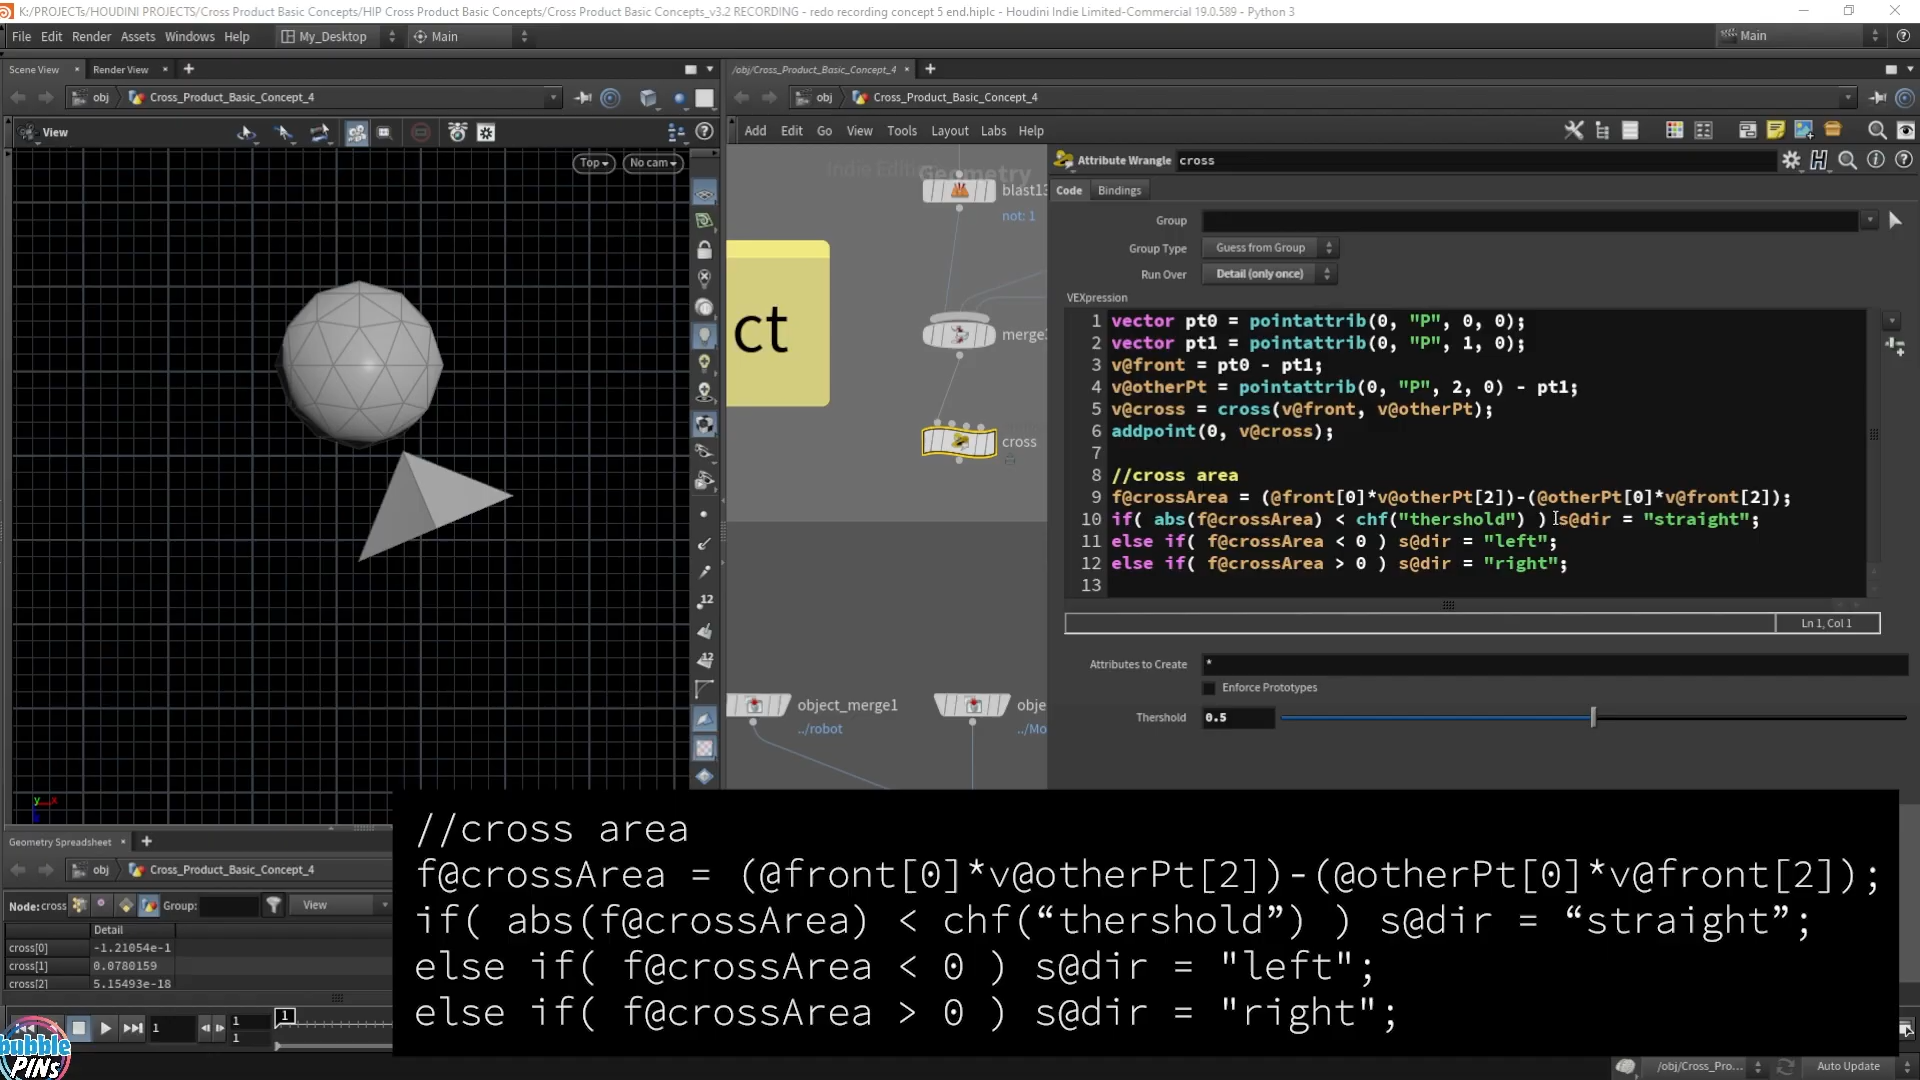 K:/PROJECTs/HOUDINI PROJECTS/Cross Product Basic Concepts/HIP Cross Product Basic Concepts/Cross Product Basic Concepts_v3.2 RECORDING - redo recording concept 5 end.hiplc - Houdini Indie Limited-Commercial 19.0.589 - Python 3
File Edit Render Assets Windows Help My_Desktop Main Main
Scene View Render View
/obj/Cross_Product_Basic_Concept_4
obj Cross_Product_Basic_Concept_4
obj Cross_Product_Basic_Concept_4
View
Add Edit Go View Tools Layout Labs Help
Top No cam
Geometry
blast13
not: 1
ct
merge
cross
object_merge1
../robot
obje
../Mo
Attribute Wrangle cross
Code Bindings
Group
Group Type Guess from Group
Run Over Detail (only once)
VEXpression
1 vector pt0 = pointattrib(0, "P", 0, 0);
2 vector pt1 = pointattrib(0, "P", 1, 0);
3 v@front = pt0 - pt1;
4 v@otherPt = pointattrib(0, "P", 2, 0) - pt1;
5 v@cross = cross(v@front, v@otherPt);
6 addpoint(0, v@cross);
7
8 //cross area
9 f@crossArea = (@front[0]*v@otherPt[2])-(@otherPt[0]*v@front[2]);
10 if( abs(f@crossArea) < chf("thershold") ) s@dir = "straight";
11 else if( f@crossArea < 0 ) s@dir = "left";
12 else if( f@crossArea > 0 ) s@dir = "right";
13
Ln 1, Col 1
Attributes to Create *
Enforce Prototypes
Thershold 0.5
12
12
y x
Geometry Spreadsheet
obj Cross_Product_Basic_Concept_4
Node: cross Group: View
Detail
cross[0] -1.21054e-1
cross[1] 0.0780159
cross[2] 5.15493e-18
//cross area
f@crossArea = (@front[0]*v@otherPt[2])-(@otherPt[0]*v@front[2]);
if( abs(f@crossArea) < chf(“thershold”) ) s@dir = “straight”;
else if( f@crossArea < 0 ) s@dir = "left";
else if( f@crossArea > 0 ) s@dir = "right";
1 1 1
1
bubble
PiNs
/obj/Cross_Pro... Auto Update